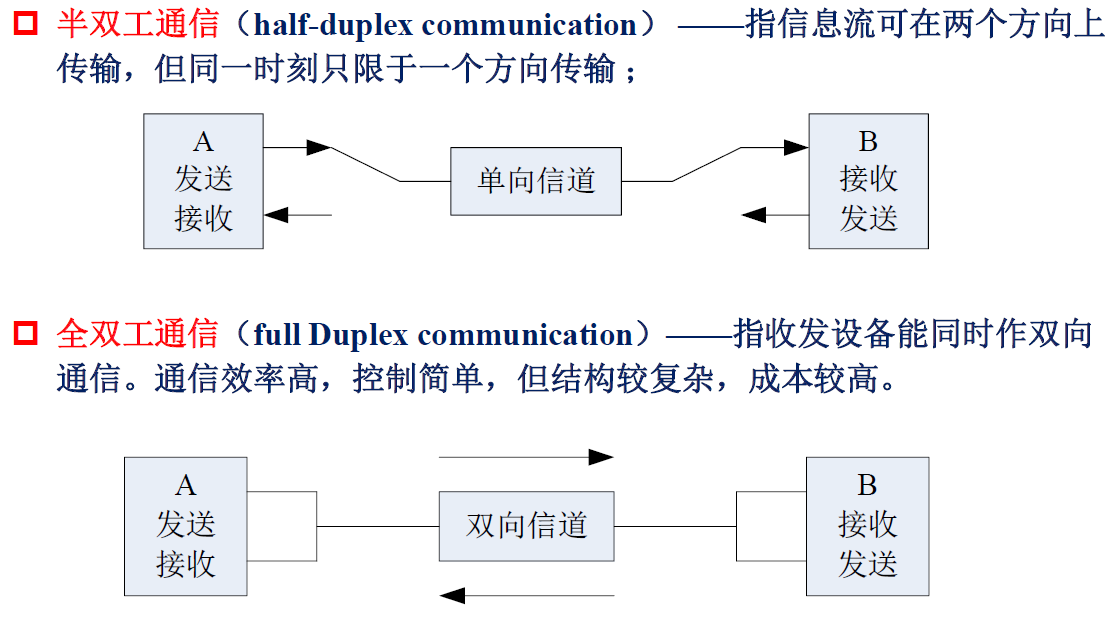 半双工通信（half-duplex communication）——指信息流可在两个方向上
传输，但同一时刻只限于一个方向传输；
A
发送
接收
单向信道
B
接收
发送
全双工通信（full Duplex communication）——指收发设备能同时作双向
通信。通信效率高，控制简单，但结构较复杂，成本较高。
A
发送
接收
双向信道
B
接收
发送